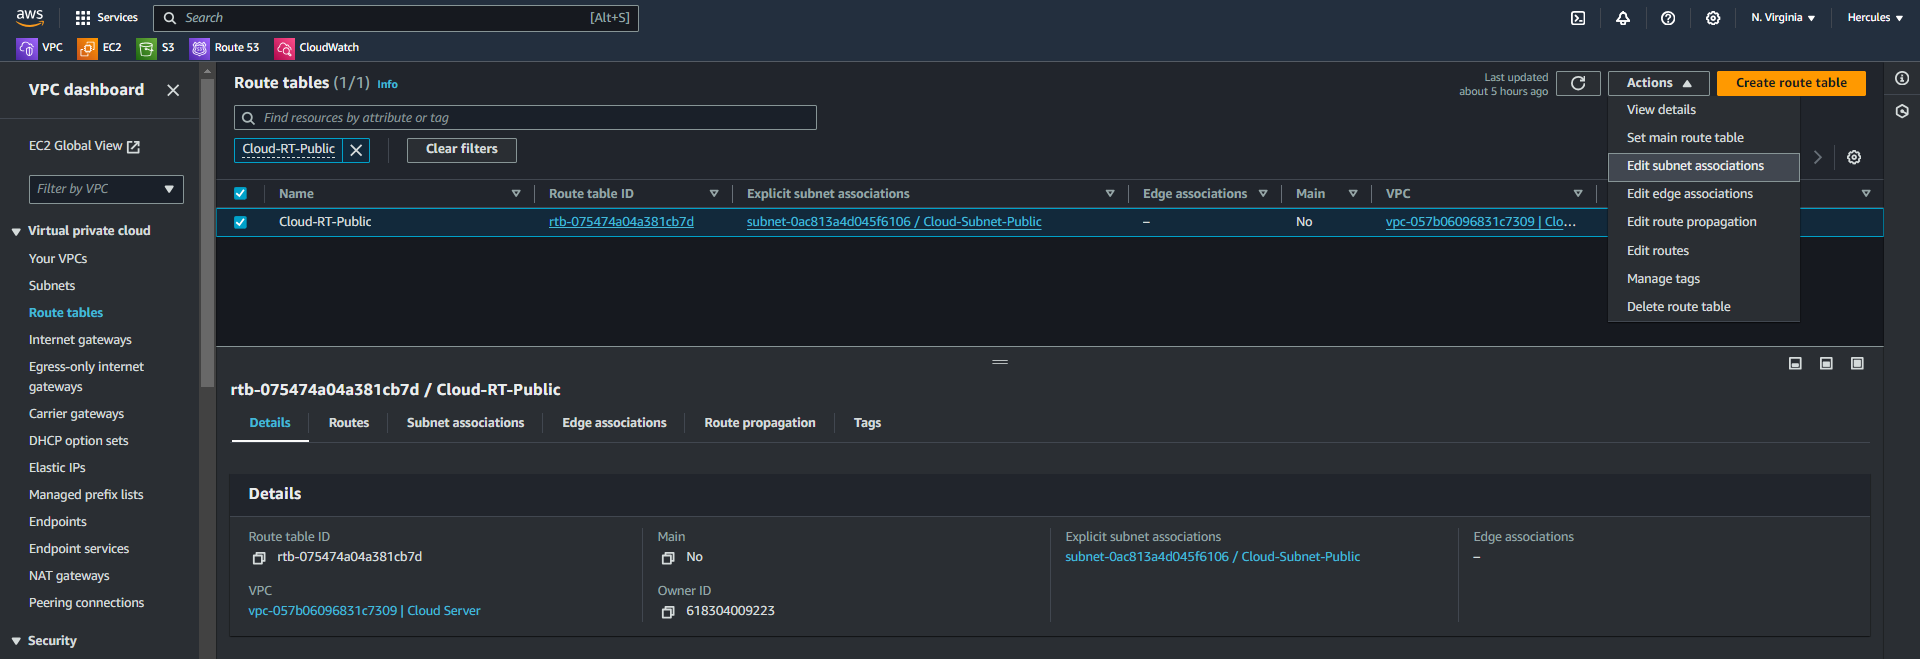 aws
Services
Search
[Alt+S]
N. Virginia
Hercules
VPC
EC2
S3
Route 53
CloudWatch
VPC dashboard
EC2 Global View
Filter by VPC
Virtual private cloud
Your VPCs
Subnets
Route tables
Internet gateways
Egress-only internet
gateways
Carrier gateways
DHCP option sets
Elastic IPs
Managed prefix lists
Endpoints
Endpoint services
NAT gateways
Peering connections
Security
Route tables (1/1) Info
Last updated
about 5 hours ago
Actions
Create route table
Find resources by attribute or tag
Cloud-RT-Public
Clear filters
View details
Set main route table
Edit subnet associations
Edit edge associations
Edit route propagation
Edit routes
Manage tags
Delete route table
Name
Route table ID
Explicit subnet associations
Edge associations
Main
VPC
Cloud-RT-Public
rtb-075474a04a381cb7d
subnet-0ac813a4d045f6106 / Cloud-Subnet-Public
–
No
vpc-057b06096831c7309 | Clo...
rtb-075474a04a381cb7d / Cloud-RT-Public
Details
Routes
Subnet associations
Edge associations
Route propagation
Tags
Details
Route table ID
rtb-075474a04a381cb7d
Main
No
Explicit subnet associations
subnet-0ac813a4d045f6106 / Cloud-Subnet-Public
Edge associations
–
VPC
vpc-057b06096831c7309 | Cloud Server
Owner ID
618304009223